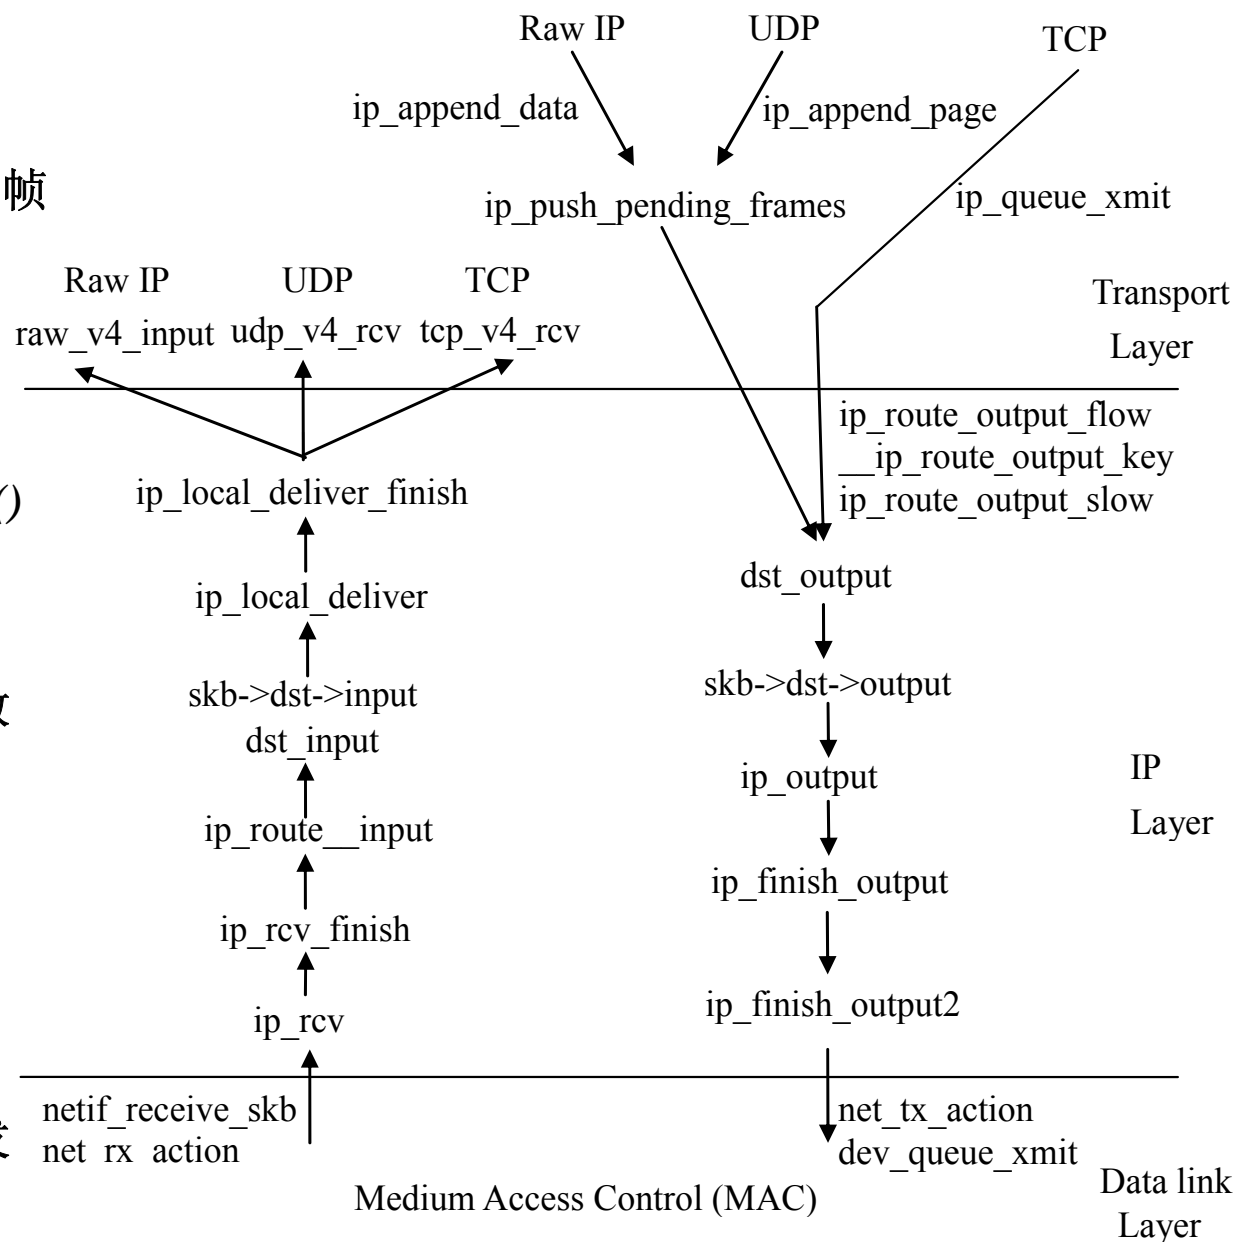 Raw IP
UDP
TCP
ip_append_data
ip_append_page
帧
ip_push_pending_frames
ip_queue_xmit
Raw IP
UDP
TCP
raw_v4_input
udp_v4_rcv
tcp_v4_rcv
Transport
Layer
ip_route_output_flow
__ip_route_output_key
ip_route_output_slow
ip_local_deliver_finish
()
dst_output
ip_local_deliver
skb->dst->input
dst_input
skb->dst->output
ip_output
IP
Layer
ip_route__input
ip_finish_output
ip_rcv_finish
ip_finish_output2
ip_rcv
netif_receive_skb
net_rx_action
net_tx_action
dev_queue_xmit
Medium Access Control (MAC)
Data link
Layer